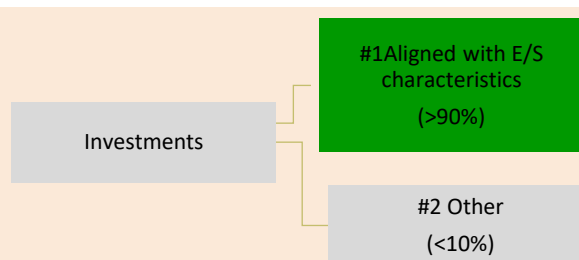 #1Aligned with E/S
characteristics
(>90%)
Investments
#2 Other
(<10%)